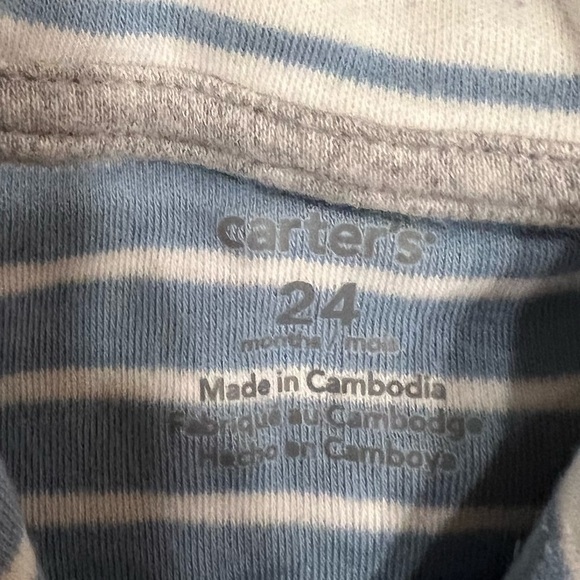 carter's
24
months / mois
Made in Cambodia
Fabriqué au Cambodge
Hecho en Camboya